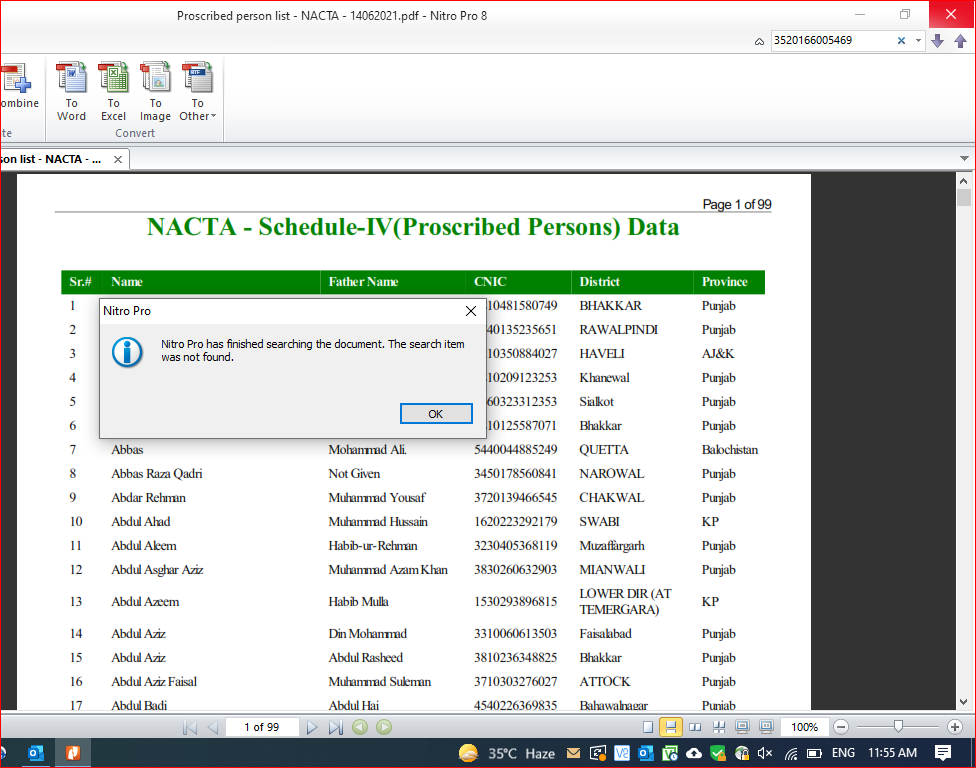 Proscribed person list - NACTA - 14062021.pdf - Nitro Pro 8
3520166005469
ombine
To Word
To Excel
To Image
To Other
te
Convert
son list - NACTA - ...
Page 1 of 99
NACTA - Schedule-IV(Proscribed Persons) Data
Sr.# Name Father Name CNIC District Province
1 10481580749 BHAKKAR Punjab
2 40135235651 RAWALPINDI Punjab
3 10350884027 HAVELI AJ&K
4 10209123253 Khanewal Punjab
5 60323312353 Sialkot Punjab
6 10125587071 Bhakkar Punjab
Nitro Pro
Nitro Pro has finished searching the document. The search item
was not found.
OK
7 Abbas Mohammad Ali. 5440044885249 QUETTA Balochistan
8 Abbas Raza Qadri Not Given 3450178560841 NAROWAL Punjab
9 Abdar Rehman Muhammad Yousaf 3720139466545 CHAKWAL Punjab
10 Abdul Ahad Muhammad Hussain 1620223292179 SWABI KP
11 Abdul Aleem Habib-ur-Rehman 3230405368119 Muzaffargarh Punjab
12 Abdul Asghar Aziz Muhammad Azam Khan 3830260632903 MIANWALI Punjab
13 Abdul Azeem Habib Mulla 1530293896815 LOWER DIR (AT
TEMERGARA) KP
14 Abdul Aziz Din Mohammad 3310060613503 Faisalabad Punjab
15 Abdul Aziz Abdul Rasheed 3810236348825 Bhakkar Punjab
16 Abdul Aziz Faisal Muhammad Suleman 3710303276027 ATTOCK Punjab
17 Abdul Badi Abdul Hai 4540226369835 Bahawalnagar Punjab
1 of 99
100%
35°C Haze
ENG
11:55 AM